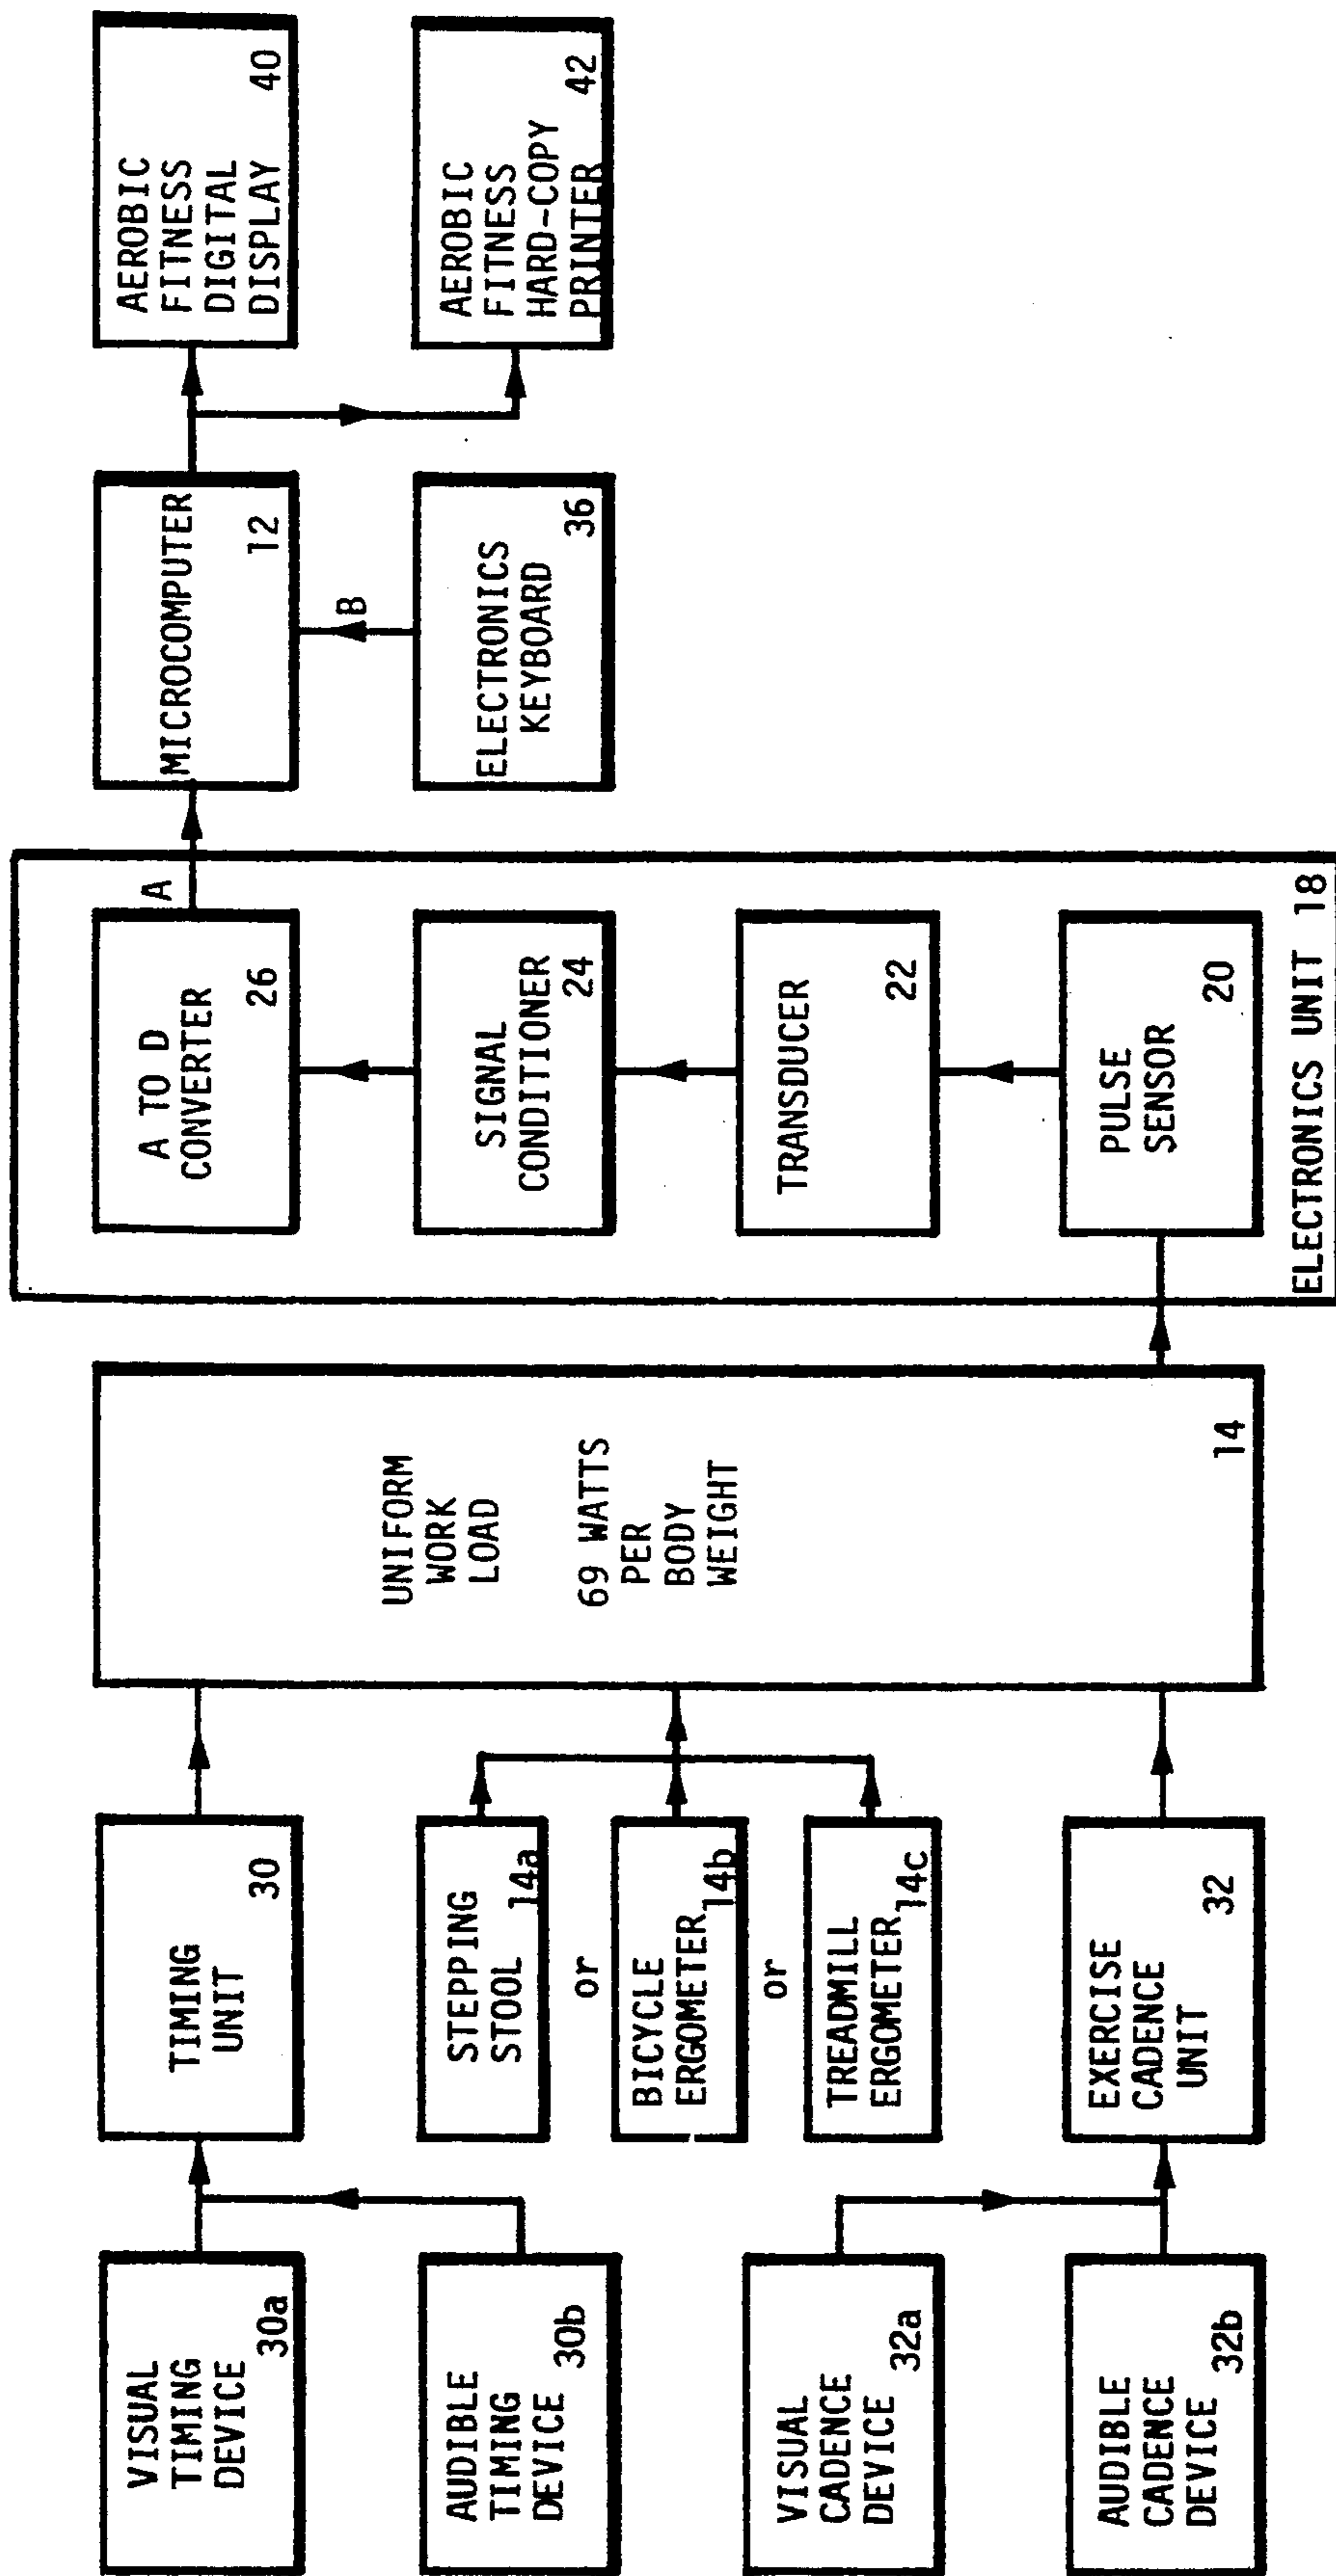 VISUAL
TIMING
DEVICE
30a
AUDIBLE
TIMING
DEVICE
30b
VISUAL
CADENCE
DEVICE
32a
AUDIBLE
CADENCE
DEVICE
32b
TIMING
UNIT
30
STEPPING
STOOL
14a
or
BICYCLE
ERGOMETER
14b
or
TREADMILL
ERGOMETER
14c
EXERCISE
CADENCE
UNIT
32
UNIFORM
WORK
LOAD
69 WATTS
PER
BODY
WEIGHT
14
A TO D
CONVERTER
26
A
SIGNAL
CONDITIONER
24
TRANSDUCER
22
PULSE
SENSOR
20
ELECTRONICS UNIT 18
MICROCOMPUTER
12
B
ELECTRONICS
KEYBOARD
36
AEROBIC
FITNESS
DIGITAL
DISPLAY
40
AEROBIC
FITNESS
HARD-COPY
PRINTER
42